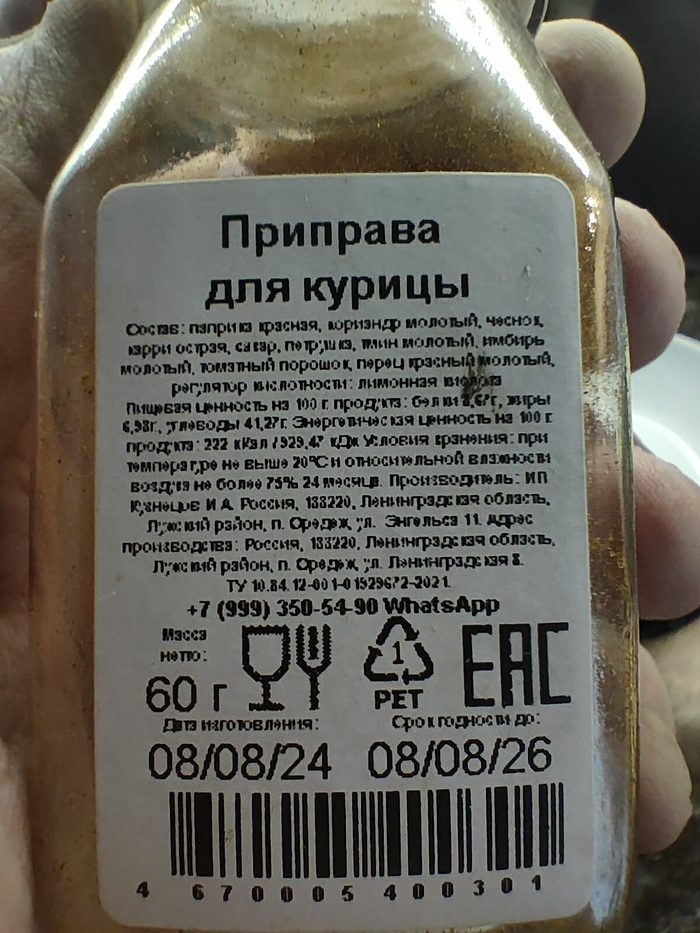 Приправа
для курицы
Состав: паприка красная, кориандр молотый, чеснок,
карри острая, сахар, петрушка, тмин молотый, имбирь
молотый, томатный порошок, перец красный молотый,
регулятор кислотности: лимонная кислота
Пищевая ценность на 100 г. продукта: белки 8,67г, жиры
6,98г, углеводы 41,27г. Энергетическая ценность на 100 г
продукта: 222 кКал / 929,47 кДж Условия хранения: при
температуре не выше 20°С и относительной влажности
воздуха не более 75% 24 месяца. Производитель: ИП
Кузнецов И.А. Россия, 188220, Ленинградская область,
Лужский район, п. Оредеж, ул. Энгельса 11. Адрес
производства: Россия, 188220, Ленинградская область,
Лужский район, п. Оредеж, ул. Ленинградская 8.
ТУ 10.84.12-001-01529672-2021.
+7 (999) 350-54-90 WhatsApp
Масса
нетто:
60 г
1
PET
EAC
Дата изготовления: Срок годности до:
08/08/24 08/08/26
4 670005 400301